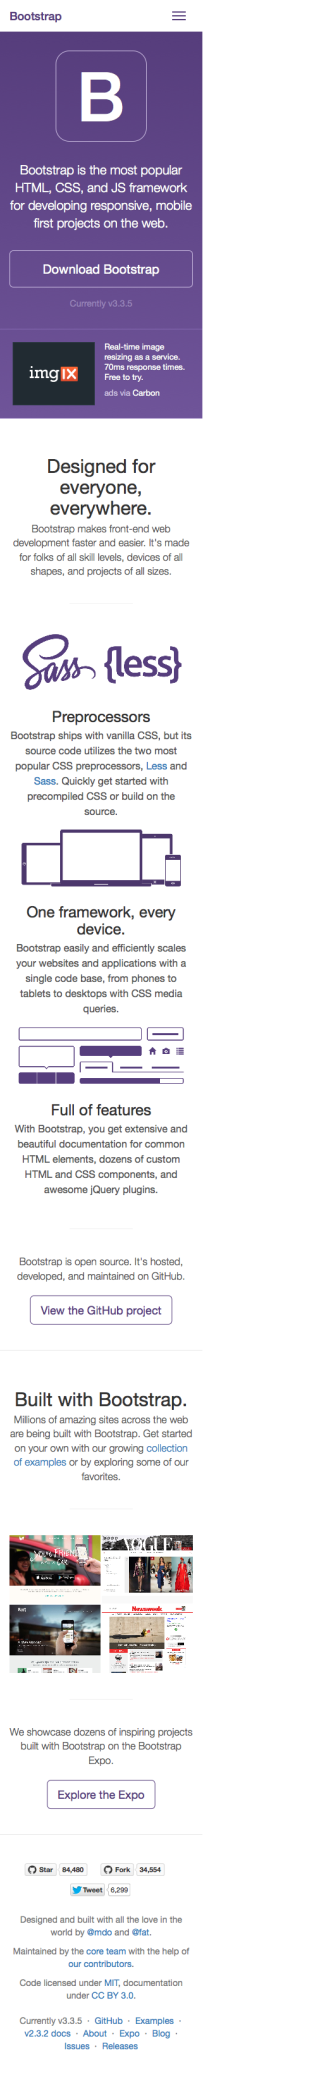 Bootstrap
B
Bootstrap is the most popular
HTML, CSS, and JS framework
for developing responsive, mobile
first projects on the web.
Download Bootstrap
Currently v3.3.5
imgIX
Real-time image
resizing as a service.
70ms response times.
Free to try.
ads via Carbon
Designed for
everyone,
everywhere.
Bootstrap makes front-end web
development faster and easier. It's made
for folks of all skill levels, devices of all
shapes, and projects of all sizes.
Sass {less}
Preprocessors
Bootstrap ships with vanilla CSS, but its
source code utilizes the two most
popular CSS preprocessors, Less and
Sass. Quickly get started with
precompiled CSS or build on the
source.
One framework, every
device.
Bootstrap easily and efficiently scales
your websites and applications with a
single code base, from phones to
tablets to desktops with CSS media
queries.
Full of features
With Bootstrap, you get extensive and
beautiful documentation for common
HTML elements, dozens of custom
HTML and CSS components, and
awesome jQuery plugins.
Bootstrap is open source. It's hosted,
developed, and maintained on GitHub.
View the GitHub project
Built with Bootstrap.
Millions of amazing sites across the web
are being built with Bootstrap. Get started
on your own with our growing collection
of examples or by exploring some of our
favorites.
VOGUE
Newsweek
We showcase dozens of inspiring projects
built with Bootstrap on the Bootstrap
Expo.
Explore the Expo
Star 84,480 Fork 34,554
Tweet 6,299
Designed and built with all the love in the
world by @mdo and @fat.
Maintained by the core team with the help of
our contributors.
Code licensed under MIT, documentation
under CC BY 3.0.
Currently v3.3.5 · GitHub · Examples ·
v2.3.2 docs · About · Expo · Blog ·
Issues · Releases